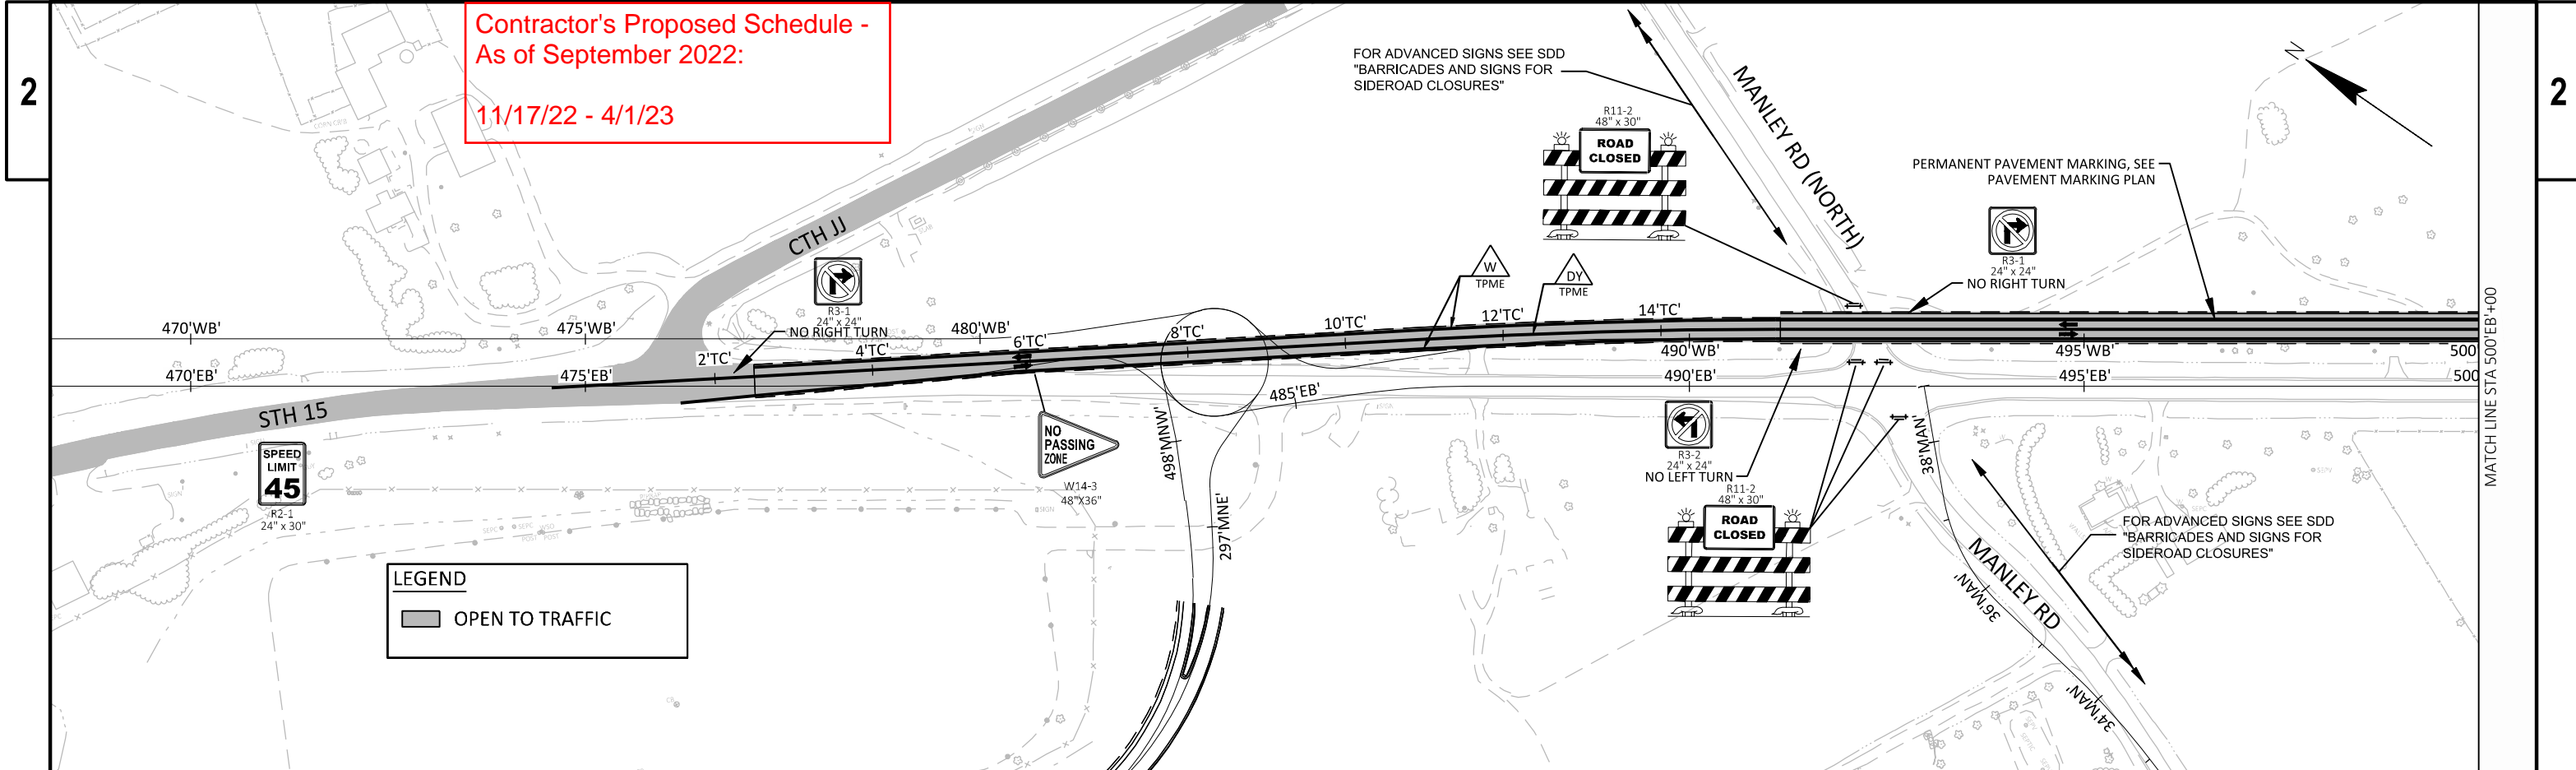 2
Contractor's Proposed Schedule -
As of September 2022:
11/17/22 - 4/1/23
FOR ADVANCED SIGNS SEE SDD
"BARRICADES AND SIGNS FOR
SIDEROAD CLOSURES"
R11-2
48" x 30"
ROAD
CLOSED
MANLEY RD (NORTH)
N
2
PERMANENT PAVEMENT MARKING, SEE
PAVEMENT MARKING PLAN
R3-1
24" x 24"
NO RIGHT TURN
CTH JJ
R3-1
24" x 24"
NO RIGHT TURN
W
TPME
DY
TPME
470'WB'
475'WB'
480'WB'
490'WB'
495'WB'
500'
2'TC'
4'TC'
6'TC'
8'TC'
10'TC'
12'TC'
14'TC'
470'EB'
475'EB'
485'EB'
490'EB'
495'EB'
500
MATCH LINE STA 500'EB'+00
STH 15
SPEED
LIMIT
45
R2-1
24" x 30"
NO
PASSING
ZONE
W14-3
48"X36"
498'MNW'
297'MNE'
R3-2
24" x 24"
NO LEFT TURN
R11-2
48" x 30"
ROAD
CLOSED
38'MAN'
36'MAN'
34'MAN'
MANLEY RD
FOR ADVANCED SIGNS SEE SDD
"BARRICADES AND SIGNS FOR
SIDEROAD CLOSURES"
LEGEND
OPEN TO TRAFFIC